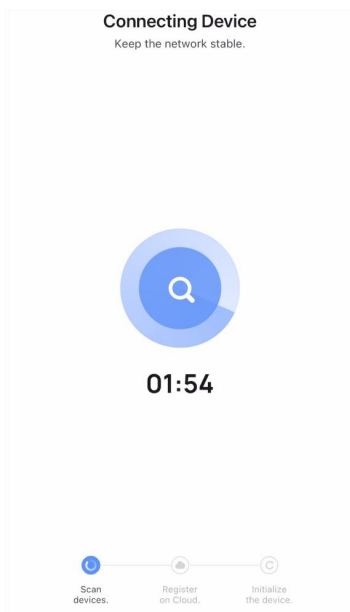 Connecting Device
Keep the network stable.
01:54
Scan
devices.
Register
on Cloud.
Initialize
the device.